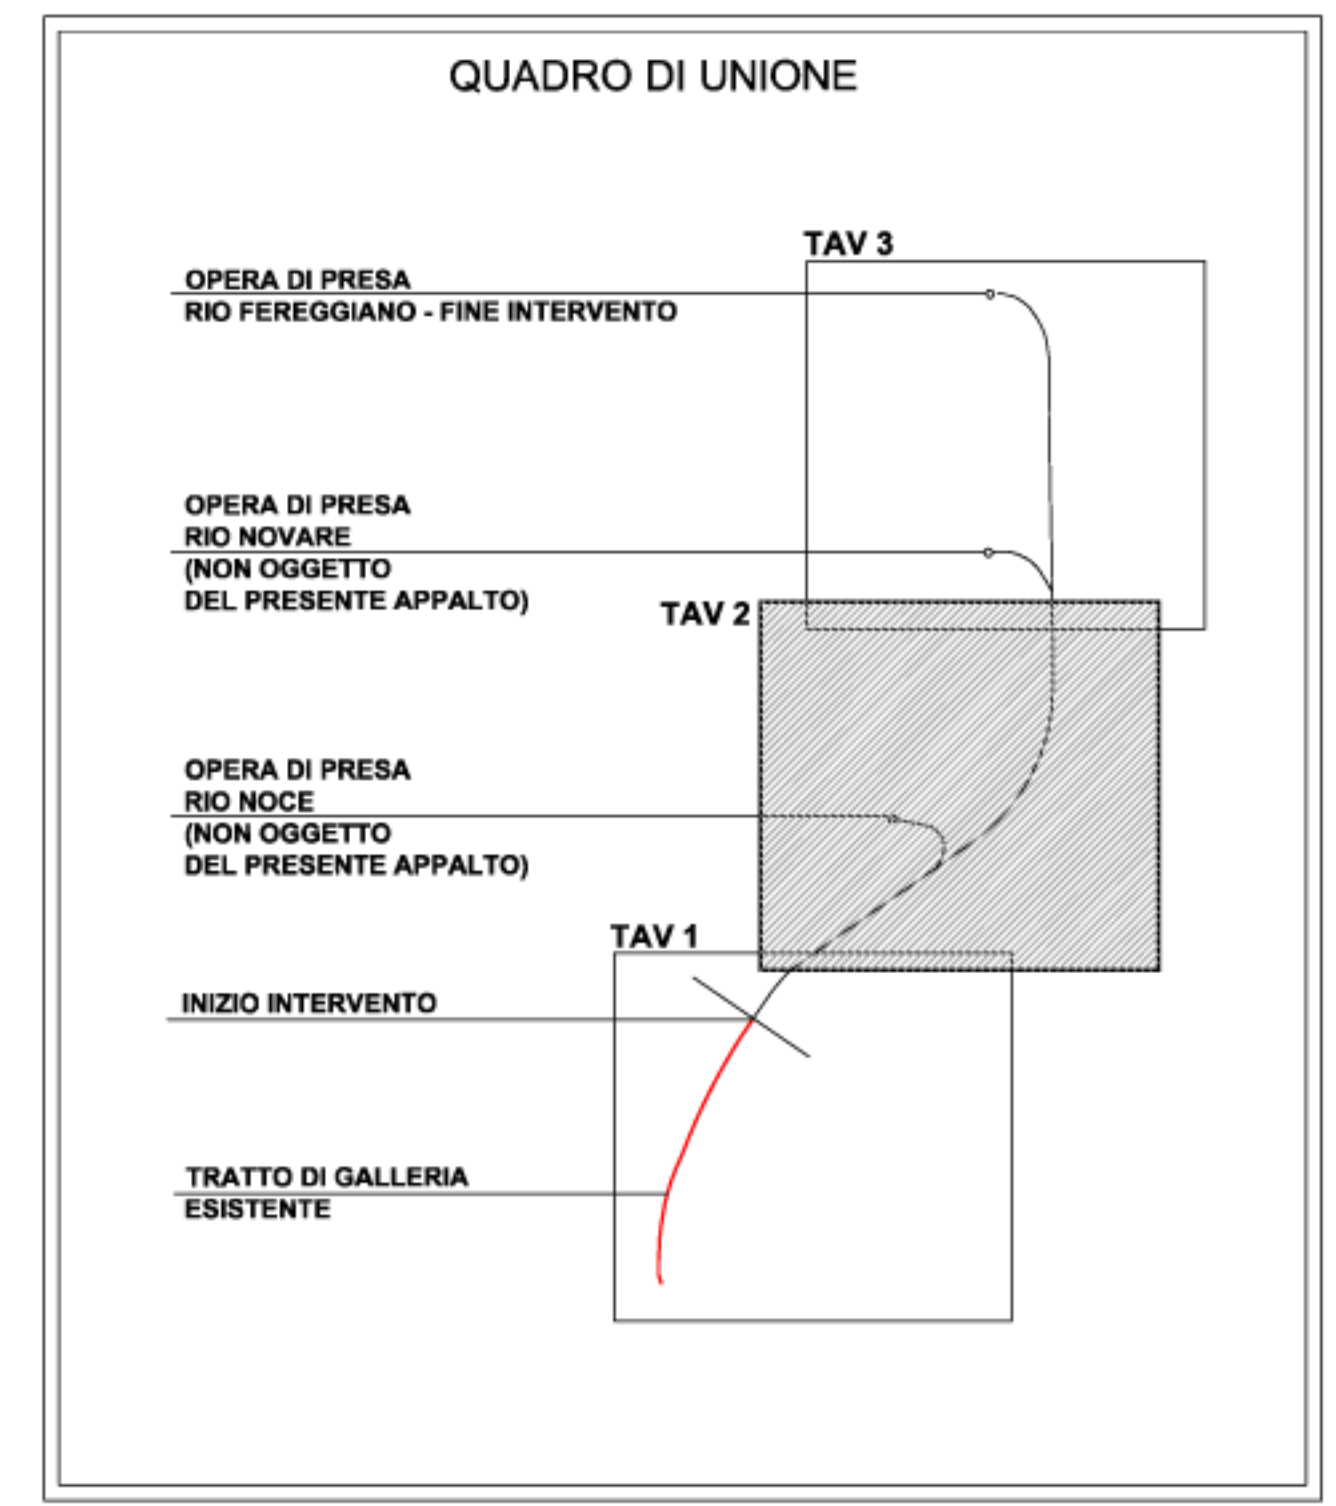 QUADRO DI UNIONE
TAV 3
OPERA DI PRESA
RIO FEREGGIANO - FINE INTERVENTO
OPERA DI PRESA
RIO NOVARE
(NON OGGETTO
DEL PRESENTE APPALTO)
TAV 2
OPERA DI PRESA
RIO NOCE
(NON OGGETTO
DEL PRESENTE APPALTO)
TAV 1
INIZIO INTERVENTO
TRATTO DI GALLERIA
ESISTENTE